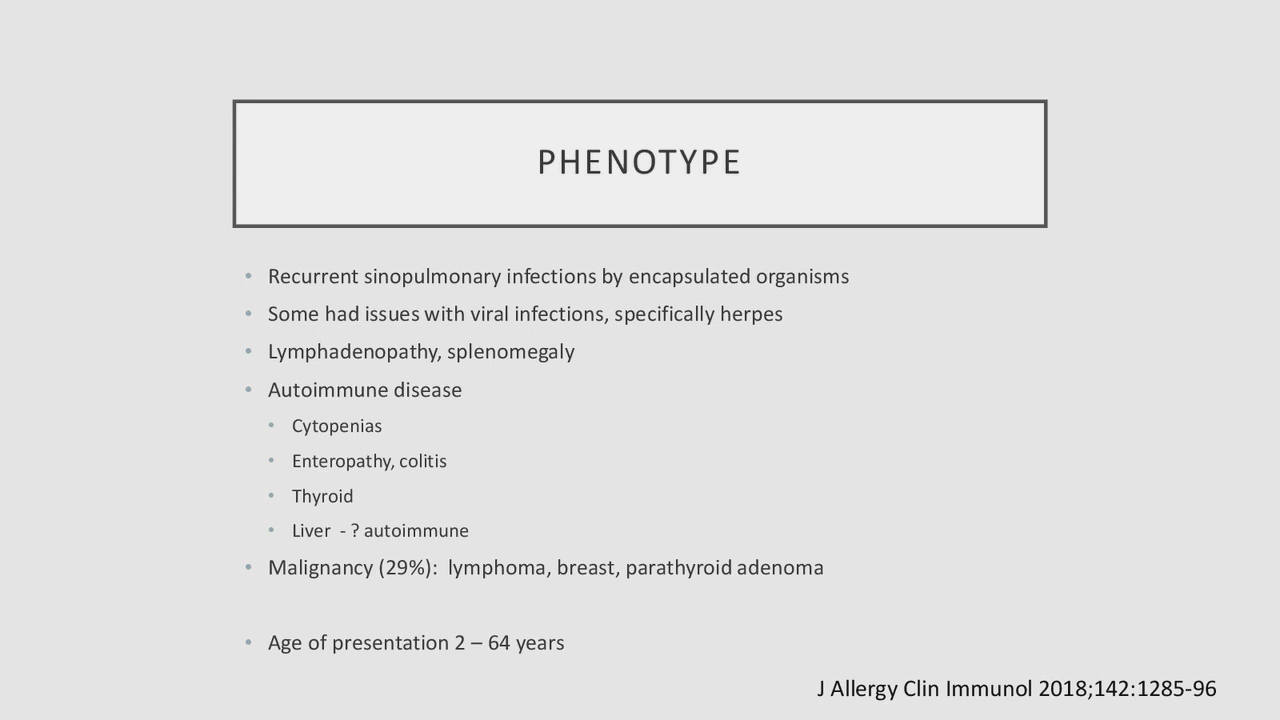 PHENOTYPE
• Recurrent sinopulmonary infections by encapsulated organisms
• Some had issues with viral infections, specifically herpes
• Lymphadenopathy, splenomegaly
• Autoimmune disease
• Cytopenias
• Enteropathy, colitis
• Thyroid
• Liver - ? autoimmune
• Malignancy (29%): lymphoma, breast, parathyroid adenoma
• Age of presentation 2 – 64 years
J Allergy Clin Immunol 2018;142:1285-96